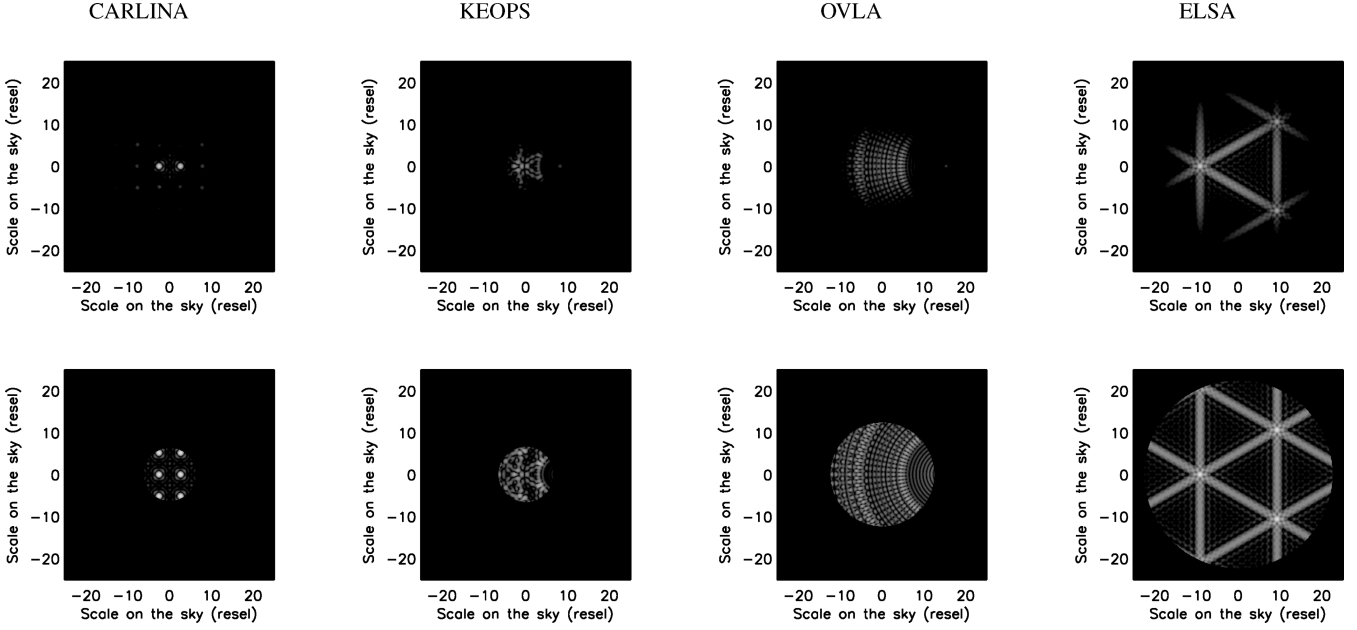 CARLINA KEOPS OVLA ELSA
Scale on the sky (resel) Scale on the sky (resel) Scale on the sky (resel) Scale on the sky (resel)
20 20 20 20
10 10 10 10
0 0 0 0
−10 −10 −10 −10
−20 −20 −20 −20
−20 −10 0 10 20 −20 −10 0 10 20 −20 −10 0 10 20 −20 −10 0 10 20
Scale on the sky (resel) Scale on the sky (resel) Scale on the sky (resel) Scale on the sky (resel)
Scale on the sky (resel) Scale on the sky (resel) Scale on the sky (resel) Scale on the sky (resel)
20 20 20 20
10 10 10 10
0 0 0 0
−10 −10 −10 −10
−20 −20 −20 −20
−20 −10 0 10 20 −20 −10 0 10 20 −20 −10 0 10 20 −20 −10 0 10 20
Scale on the sky (resel) Scale on the sky (resel) Scale on the sky (resel) Scale on the sky (resel)